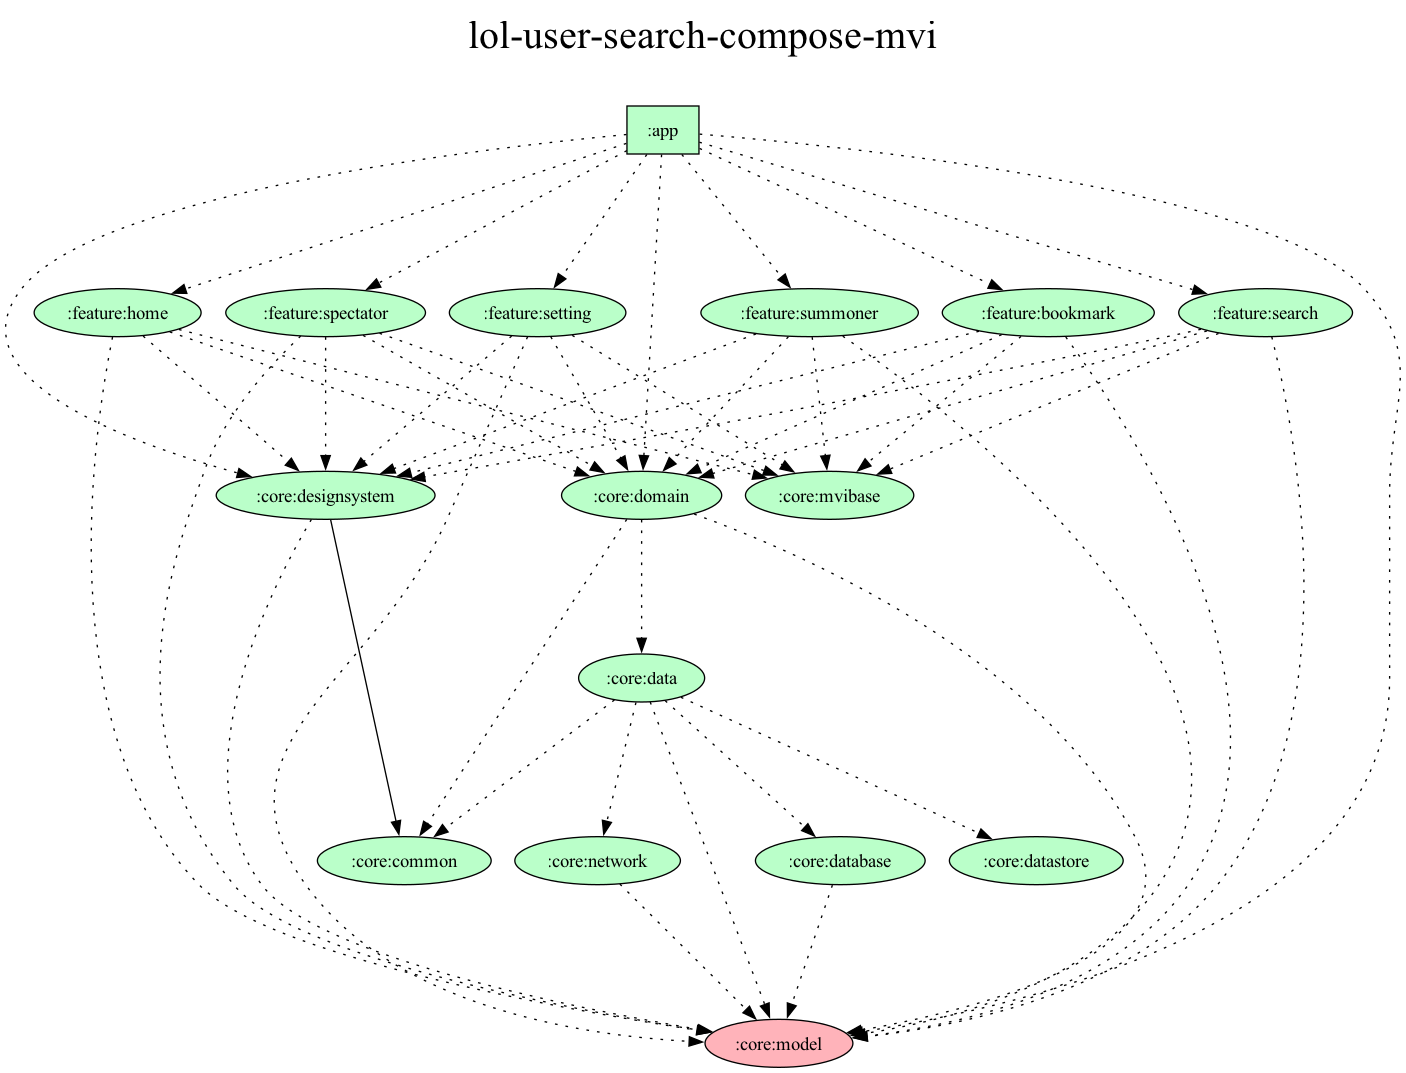 lol-user-search-compose-mvi
:app
:feature:home
:feature:spectator
:feature:setting
:feature:summoner
:feature:bookmark
:feature:search
:core:designsystem
:core:domain
:core:mvibase
:core:data
:core:common
:core:network
:core:database
:core:datastore
:core:model